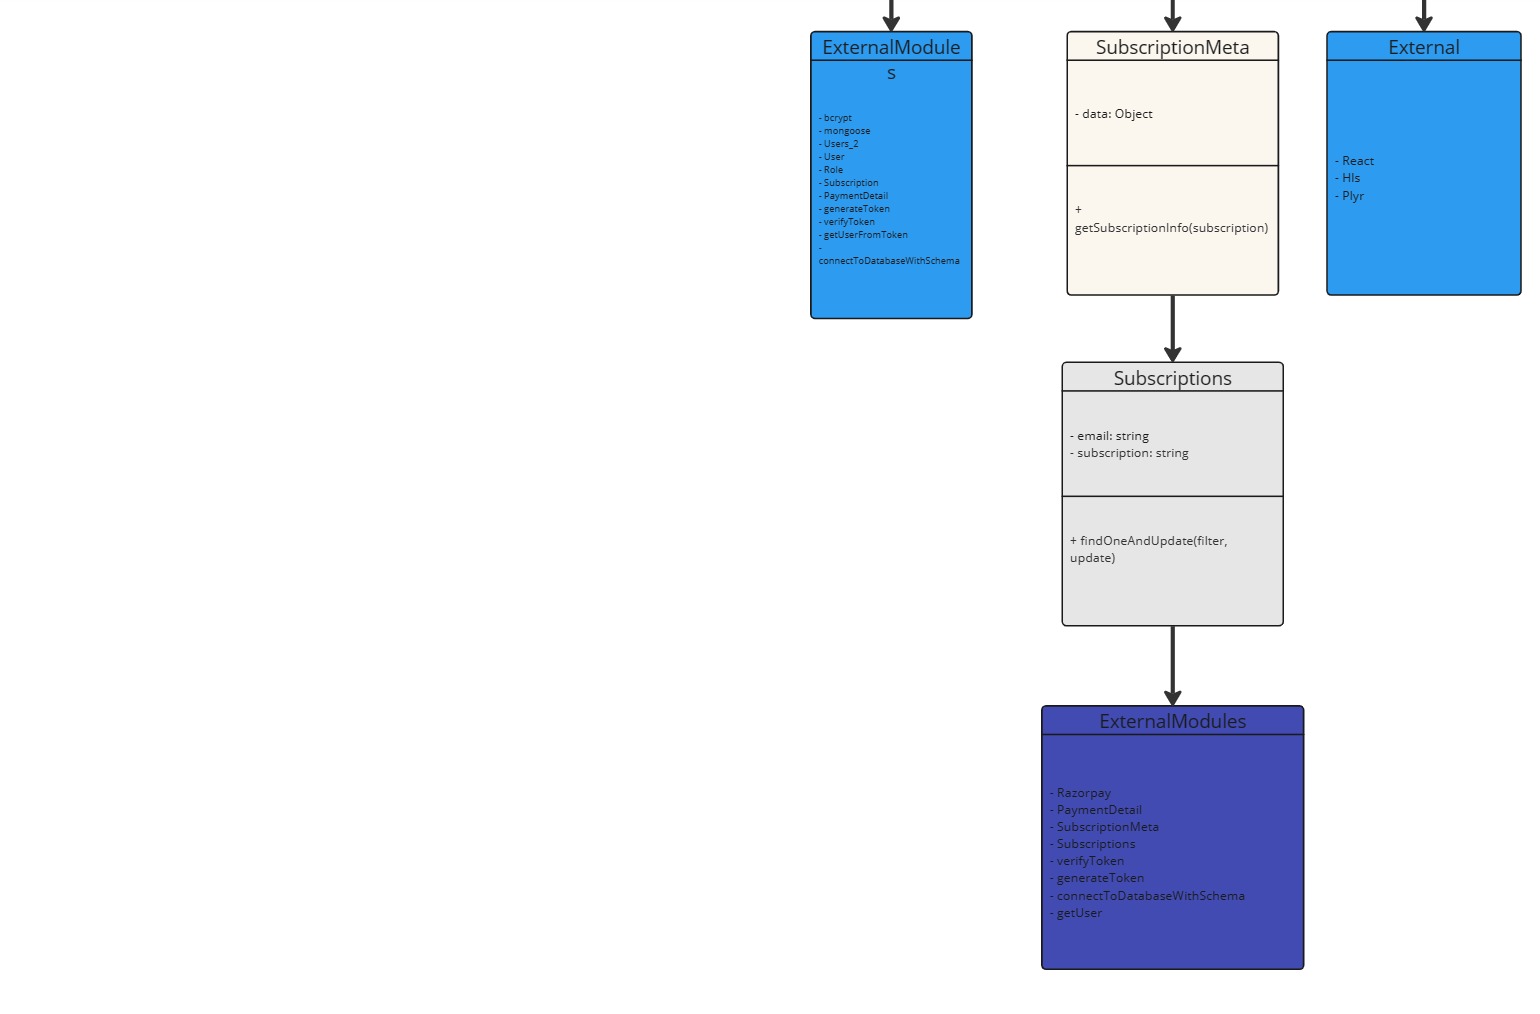 ExternalModule
s
- bcrypt
- mongoose
- Users_2
- User
- Role
- Subscription
- PaymentDetail
- generateToken
- verifyToken
- getUserFromToken
-
connectToDatabaseWithSchema
SubscriptionMeta
- data: Object
+
getSubscriptionInfo(subscription)
External
- React
- Hls
- Plyr
Subscriptions
- email: string
- subscription: string
+ findOneAndUpdate(filter,
update)
ExternalModules
- Razorpay
- PaymentDetail
- SubscriptionMeta
- Subscriptions
- verifyToken
- generateToken
- connectToDatabaseWithSchema
- getUser